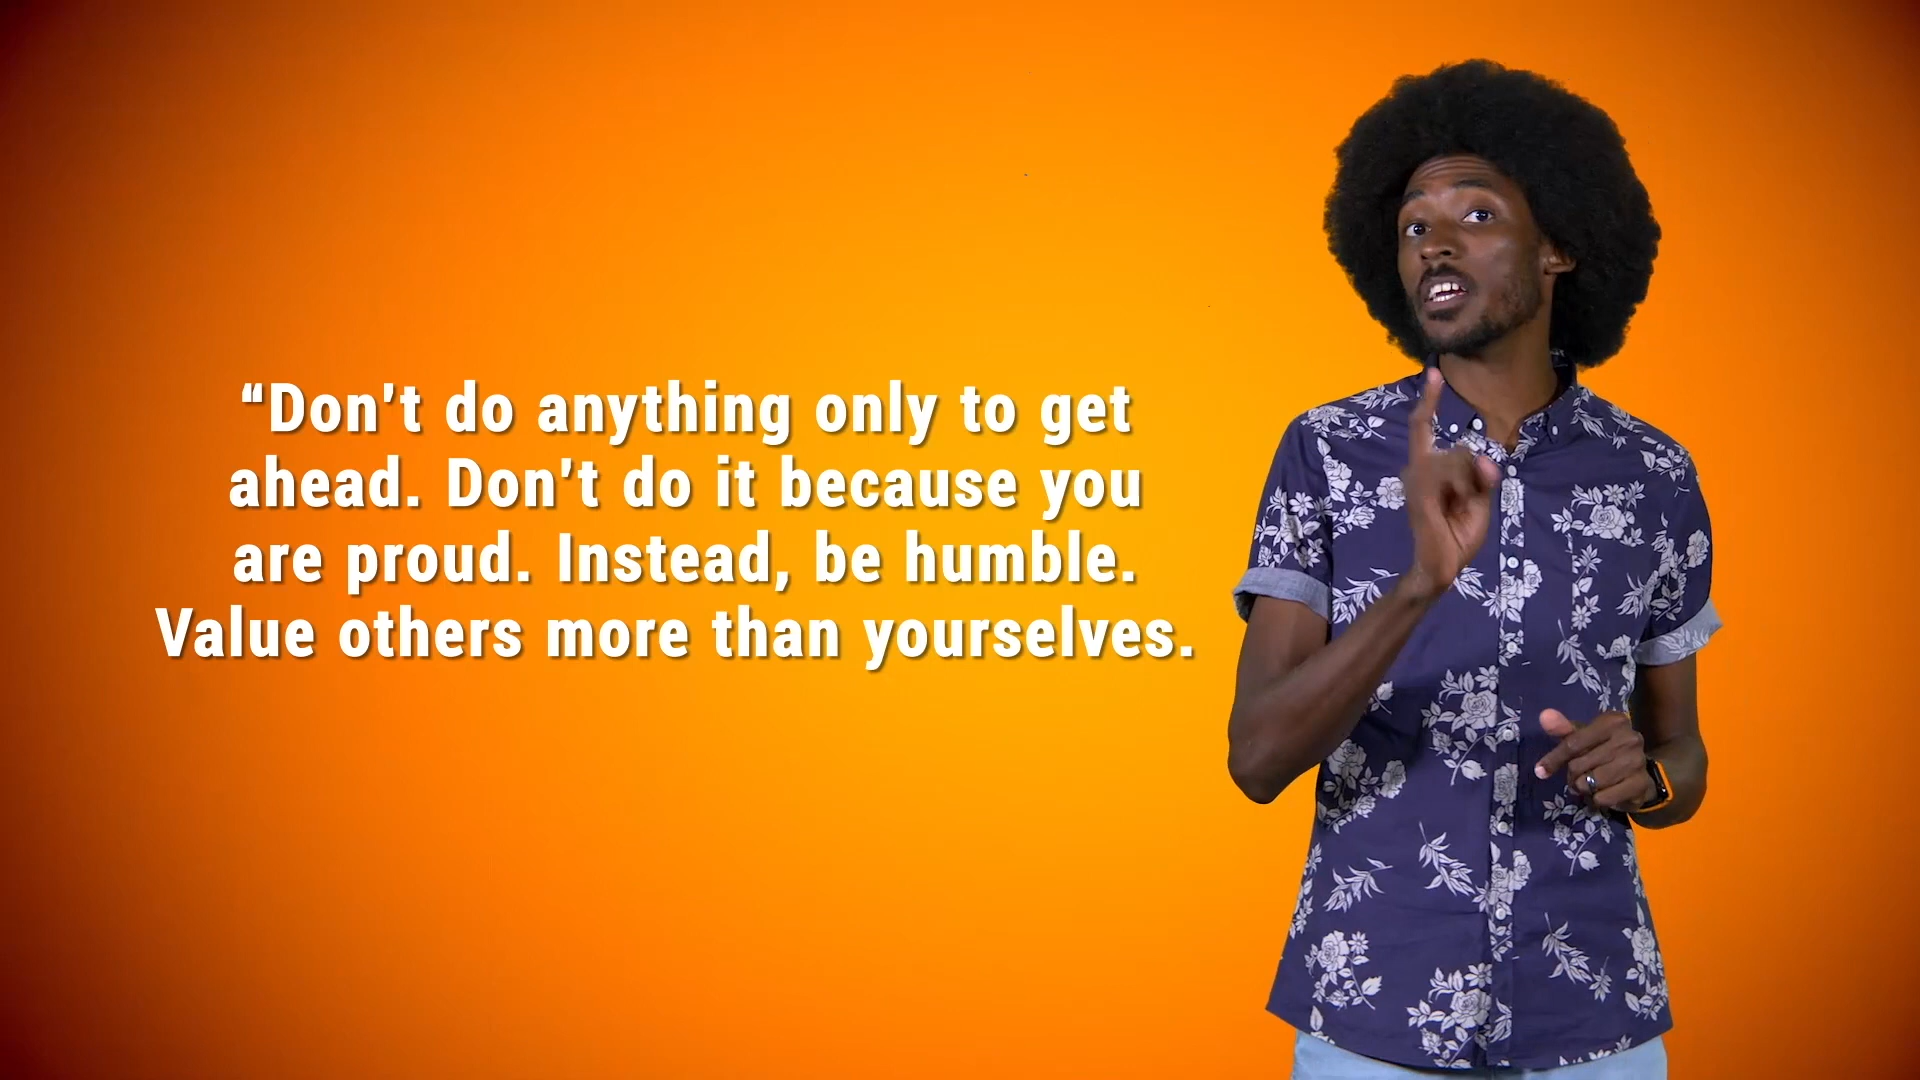 “Don't do anything only to get
ahead. Don't do it because you
are proud. Instead, be humble.
Value others more than yourselves.